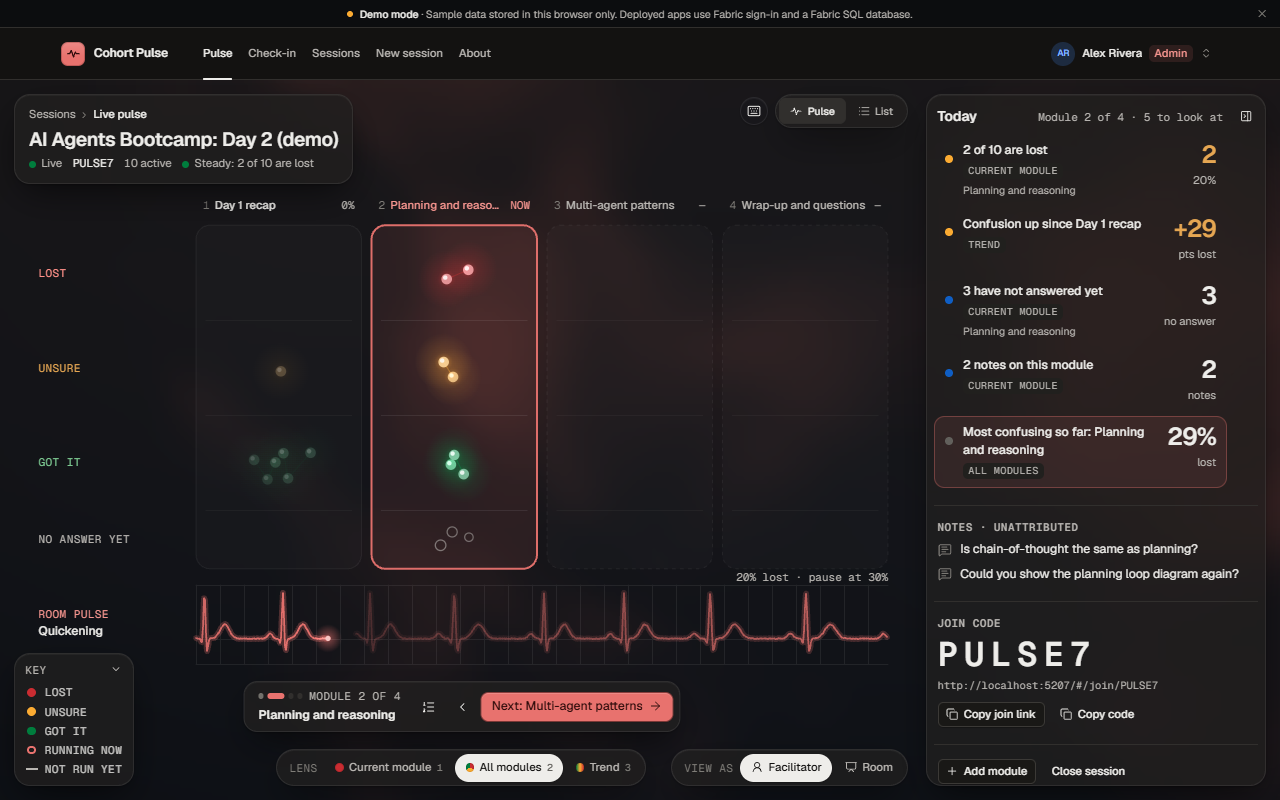 Demo mode · Sample data stored in this browser only. Deployed apps use Fabric sign-in and a Fabric SQL database.
Cohort Pulse
Pulse
Check-in
Sessions
New session
About
AR
Alex Rivera
Admin
Sessions › Live pulse
AI Agents Bootcamp: Day 2 (demo)
Live PULSE7 10 active Steady: 2 of 10 are lost
Pulse
List
1 Day 1 recap 0%
2 Planning and reaso... NOW
3 Multi-agent patterns –
4 Wrap-up and questions –
LOST
UNSURE
GOT IT
NO ANSWER YET
20% lost · pause at 30%
ROOM PULSE
Quickening
KEY
LOST
UNSURE
GOT IT
RUNNING NOW
NOT RUN YET
MODULE 2 OF 4
Planning and reasoning
Next: Multi-agent patterns →
LENS
Current module 1
All modules 2
Trend 3
VIEW AS
Facilitator
Room
Today
Module 2 of 4 · 5 to look at
2 of 10 are lost
CURRENT MODULE
Planning and reasoning
2
20%
Confusion up since Day 1 recap
TREND
+29
pts lost
3 have not answered yet
CURRENT MODULE
Planning and reasoning
3
no answer
2 notes on this module
CURRENT MODULE
2
notes
Most confusing so far: Planning
and reasoning
ALL MODULES
29%
lost
NOTES · UNATTRIBUTED
Is chain-of-thought the same as planning?
Could you show the planning loop diagram again?
JOIN CODE
PULSE7
http://localhost:5207/#/join/PULSE7
Copy join link
Copy code
+ Add module
Close session